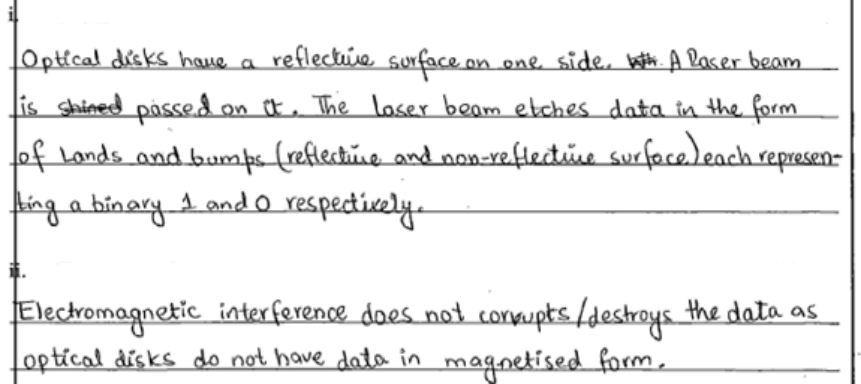 i.
Optical disks have a reflective surface on one side. A laser beam
is shined passed on it. The laser beam etches data in the form
of Lands and bumps (reflective and non-reflective surface) each represen-
ting a binary 1 and 0 respectively.
ii.
Electromagnetic interference does not corrupts/destroys the data as
optical disks do not have data in magnetised form.